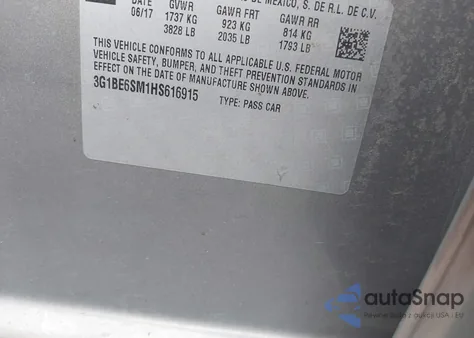 DE MEXICO, S. DE R.L. DE C.V.
DATE GVWR GAWR FRT GAWR RR
06/17 1737 KG 923 KG 814 KG
3828 LB 2035 LB 1793 LB
THIS VEHICLE CONFORMS TO ALL APPLICABLE U.S. FEDERAL MOTOR
VEHICLE SAFETY, BUMPER, AND THEFT PREVENTION STANDARDS IN
EFFECT ON THE DATE OF MANUFACTURE SHOWN ABOVE.
3G1BE6SM1HS616915 TYPE: PASS CAR
autoSnap